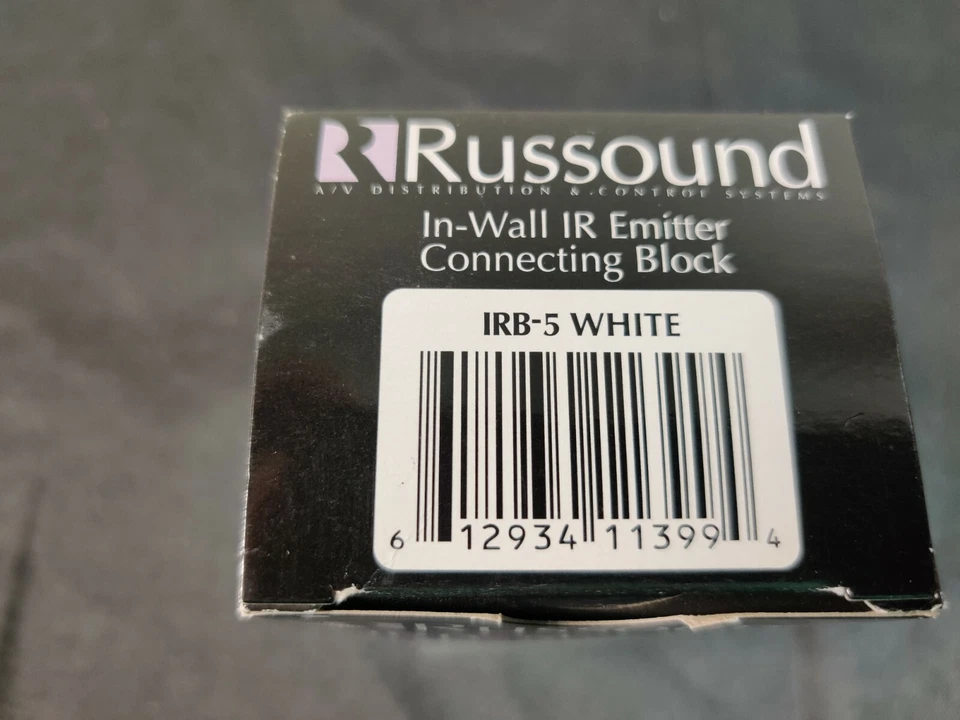 Russound
A/V DISTRIBUTION & CONTROL SYSTEMS
In-Wall IR Emitter
Connecting Block
IRB-5 WHITE
6 12934 11399 4